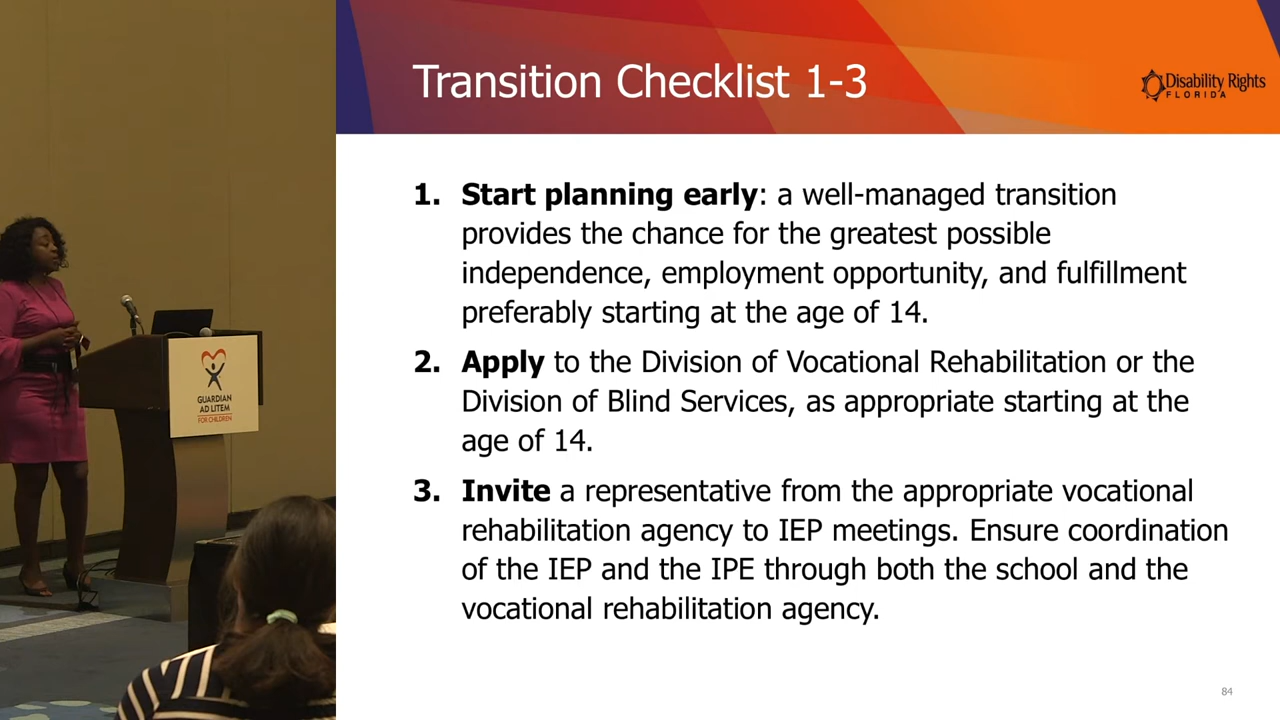 Transition Checklist 1-3
Disability Rights
FLORIDA
1. Start planning early: a well-managed transition
provides the chance for the greatest possible
independence, employment opportunity, and fulfillment
preferably starting at the age of 14.
2. Apply to the Division of Vocational Rehabilitation or the
Division of Blind Services, as appropriate starting at the
age of 14.
3. Invite a representative from the appropriate vocational
rehabilitation agency to IEP meetings. Ensure coordination
of the IEP and the IPE through both the school and the
vocational rehabilitation agency.
84
GUARDIAN
AD LITEM
FOR CHILDREN